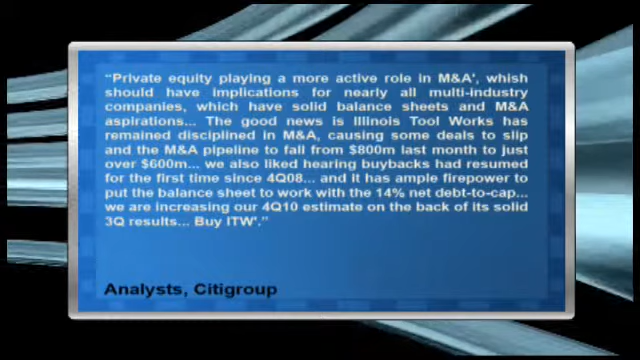 “Private equity playing a more active role in M&A', whish
should have implications for nearly all multi-industry
companies, which have solid balance sheets and M&A
aspirations... The good news is Illinois Tool Works has
remained disciplined in M&A, causing some deals to slip
and the M&A pipeline to fall from $800m last month to just
over $600m... we also liked hearing buybacks had resumed
for the first time since 4Q08... and it has ample firepower to
put the balance sheet to work with the 14% net debt-to-cap...
we are increasing our 4Q10 estimate on the back of its solid
3Q results... Buy ITW'.”
Analysts, Citigroup